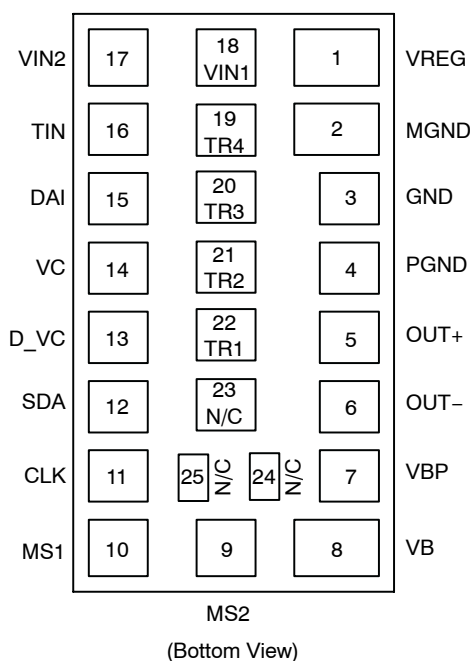 VIN2 17 18 VIN1 1 VREG
TIN 16 19 TR4 2 MGND
DAI 15 20 TR3 3 GND
VC 14 21 TR2 4 PGND
D_VC 13 22 TR1 5 OUT+
SDA 12 23 N/C 6 OUT−
CLK 11 25 N/C 24 N/C 7 VBP
MS1 10 9 8 VB
MS2
(Bottom View)